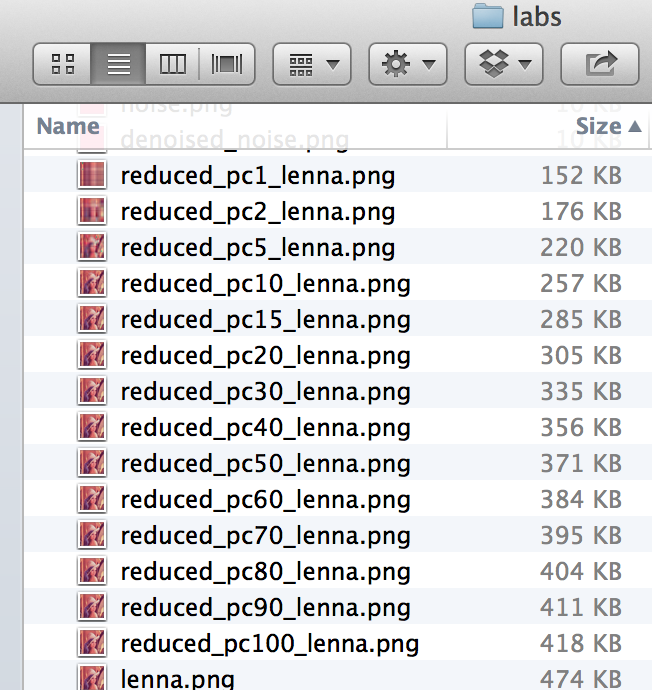 labs
noise.png 10 KB
Name Size
denoised_noise.png 10 KB
reduced_pc1_lenna.png 152 KB
reduced_pc2_lenna.png 176 KB
reduced_pc5_lenna.png 220 KB
reduced_pc10_lenna.png 257 KB
reduced_pc15_lenna.png 285 KB
reduced_pc20_lenna.png 305 KB
reduced_pc30_lenna.png 335 KB
reduced_pc40_lenna.png 356 KB
reduced_pc50_lenna.png 371 KB
reduced_pc60_lenna.png 384 KB
reduced_pc70_lenna.png 395 KB
reduced_pc80_lenna.png 404 KB
reduced_pc90_lenna.png 411 KB
reduced_pc100_lenna.png 418 KB
lenna.png 474 KB